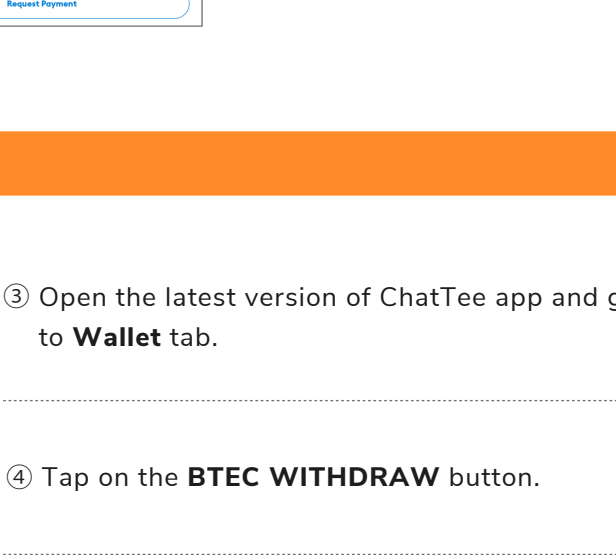 Request Payment
③ Open the latest version of ChatTee app and
to Wallet tab.
④ Tap on the BTEC WITHDRAW button.